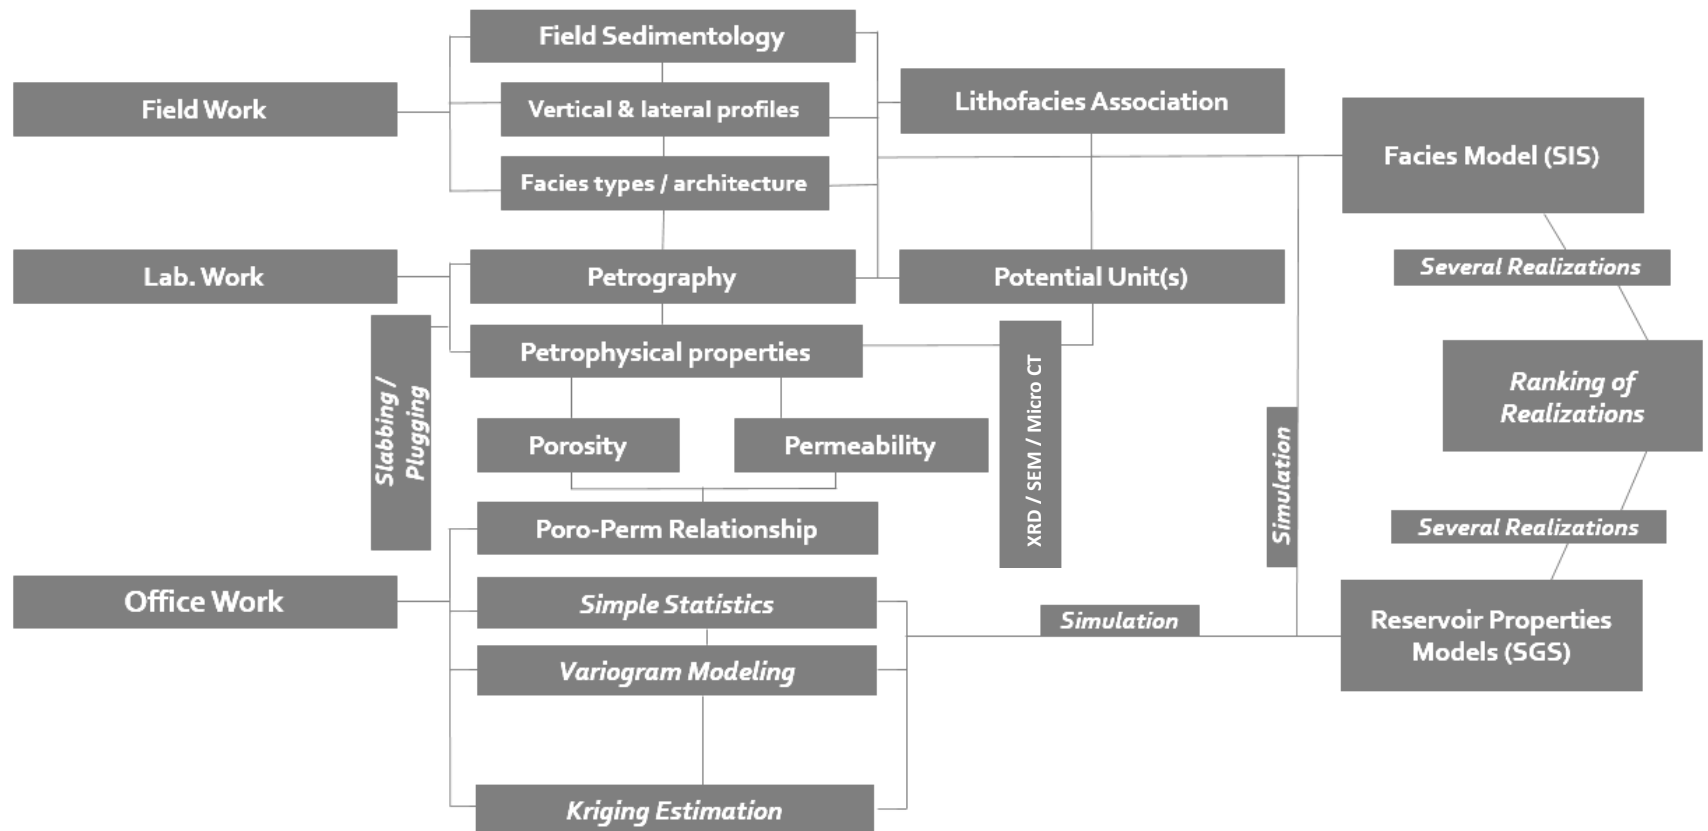 Field Sedimentology
Field Work
Vertical & lateral profiles
Lithofacies Association
Facies Model (SIS)
Facies types / architecture
Lab. Work
Petrography
Potential Unit(s)
Several Realizations
Slabbing /
Plugging
Petrophysical properties
XRD / SEM / Micro CT
Ranking of
Realizations
Porosity
Permeability
Simulation
Poro-Perm Relationship
Several Realizations
Office Work
Simple Statistics
Simulation
Reservoir Properties
Models (SGS)
Variogram Modeling
Kriging Estimation